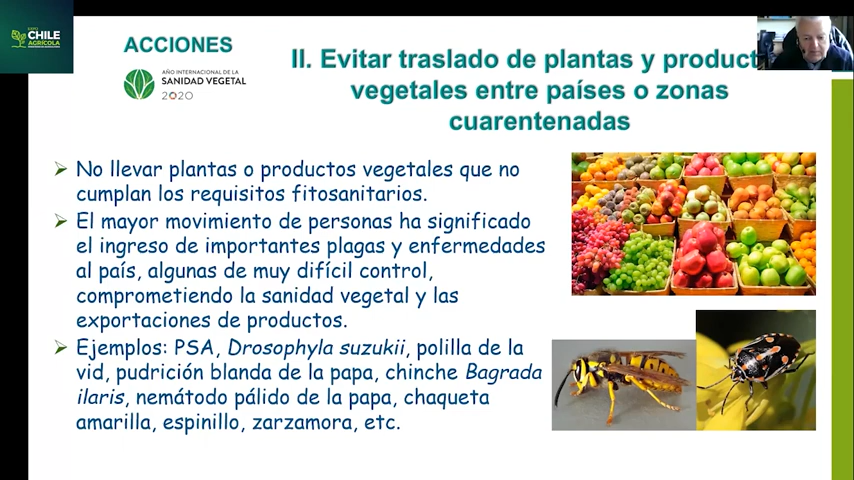 CHILE
AGRÍCOLA
ACCIONES
AÑO INTERNACIONAL DE LA
SANIDAD VEGETAL
2020
II. Evitar traslado de plantas y product
vegetales entre países o zonas
cuarentenadas
No llevar plantas o productos vegetales que no
cumplan los requisitos fitosanitarios.
El mayor movimiento de personas ha significado
el ingreso de importantes plagas y enfermedades
al país, algunas de muy difícil control,
comprometiendo la sanidad vegetal y las
exportaciones de productos.
Ejemplos: PSA, Drosophyla suzukii, polilla de la
vid, pudrición blanda de la papa, chinche Bagrada
ilaris, nemátodo pálido de la papa, chaqueta
amarilla, espinillo, zarzamora, etc.